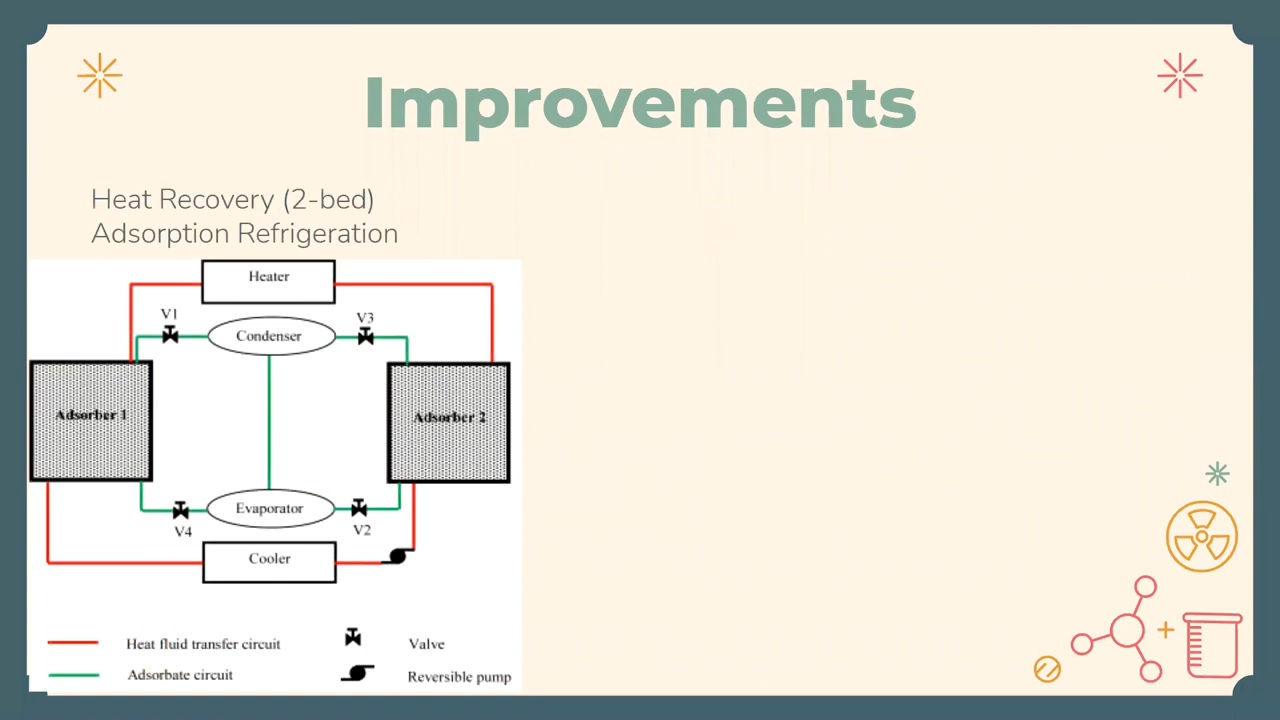 Improvements
Heat Recovery (2-bed)
Adsorption Refrigeration
Heater
V1
V3
Condenser
Adsorber 1
Adsorber 2
Evaporator
V4
V2
Cooler
Heat fluid transfer circuit
Valve
Adsorbate circuit
Reversible pump